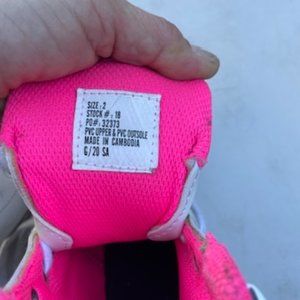 SIZE: 2
STOCK #: 18
PO#: 32373
PVC UPPER & PVC OUTSOLE
MADE IN CAMBODIA
6/20 SA